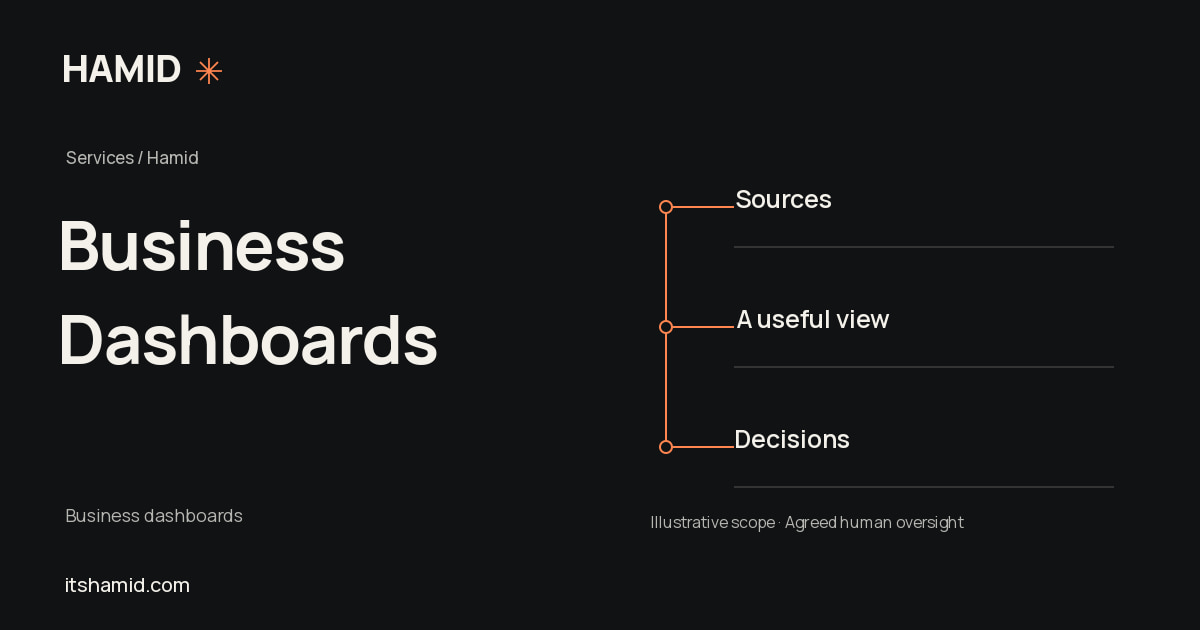 HAMID
Services / Hamid
Business
Dashboards
Business dashboards
itshamid.com
Sources
A useful view
Decisions
Illustrative scope · Agreed human oversight